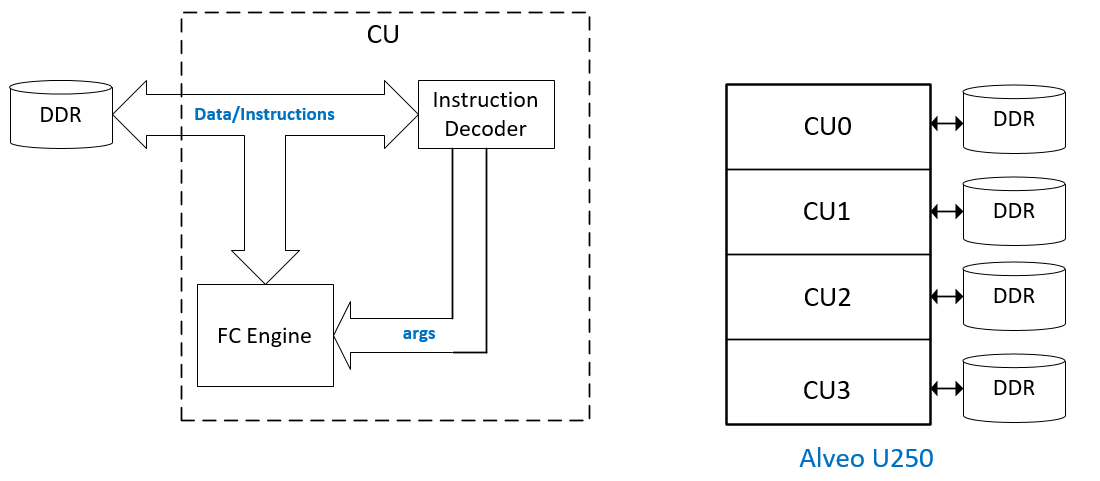 CU
DDR
Data/Instructions
Instruction
Decoder
FC Engine
args
CU0
DDR
CU1
DDR
CU2
DDR
CU3
DDR
Alveo U250